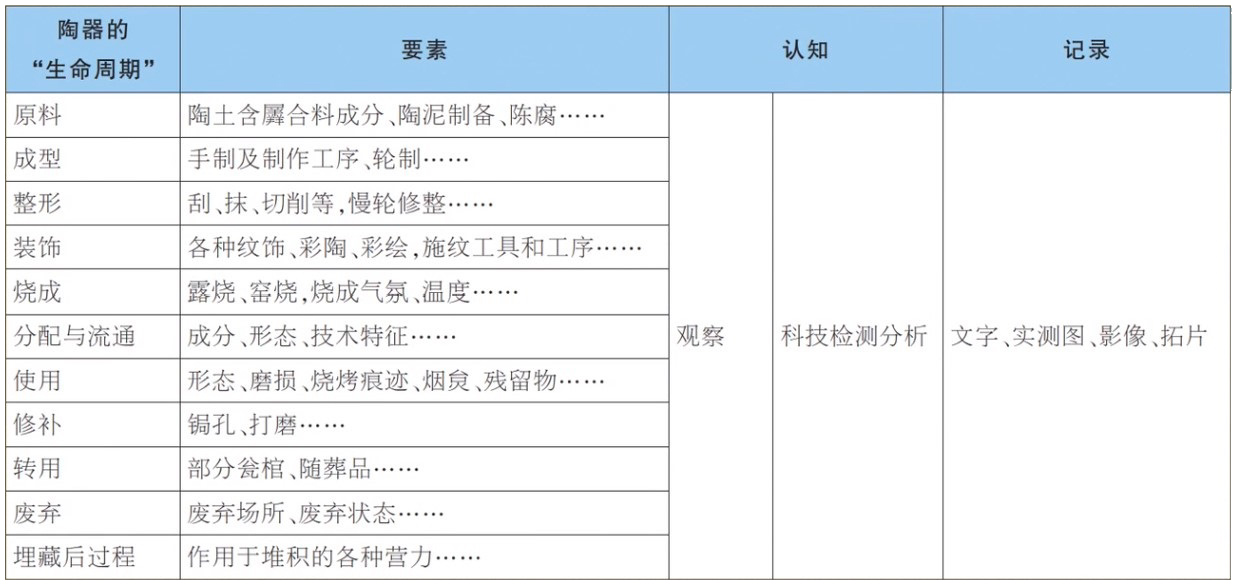 陶器的
“生命周期”
要素
认知
记录
原料
陶土含羼合料成分、陶泥制备、陈腐……
成型
手制及制作工序、轮制……
整形
刮、抹、切削等,慢轮修整……
装饰
各种纹饰、彩陶、彩绘,施纹工具和工序……
烧成
露烧、窑烧,烧成气氛、温度……
分配与流通
成分、形态、技术特征……
观察
科技检测分析
文字、实测图、影像、拓片
使用
形态、磨损、烧烤痕迹、烟炱、残留物……
修补
锔孔、打磨……
转用
部分瓮棺、随葬品……
废弃
废弃场所、废弃状态……
埋藏后过程
作用于堆积的各种营力……